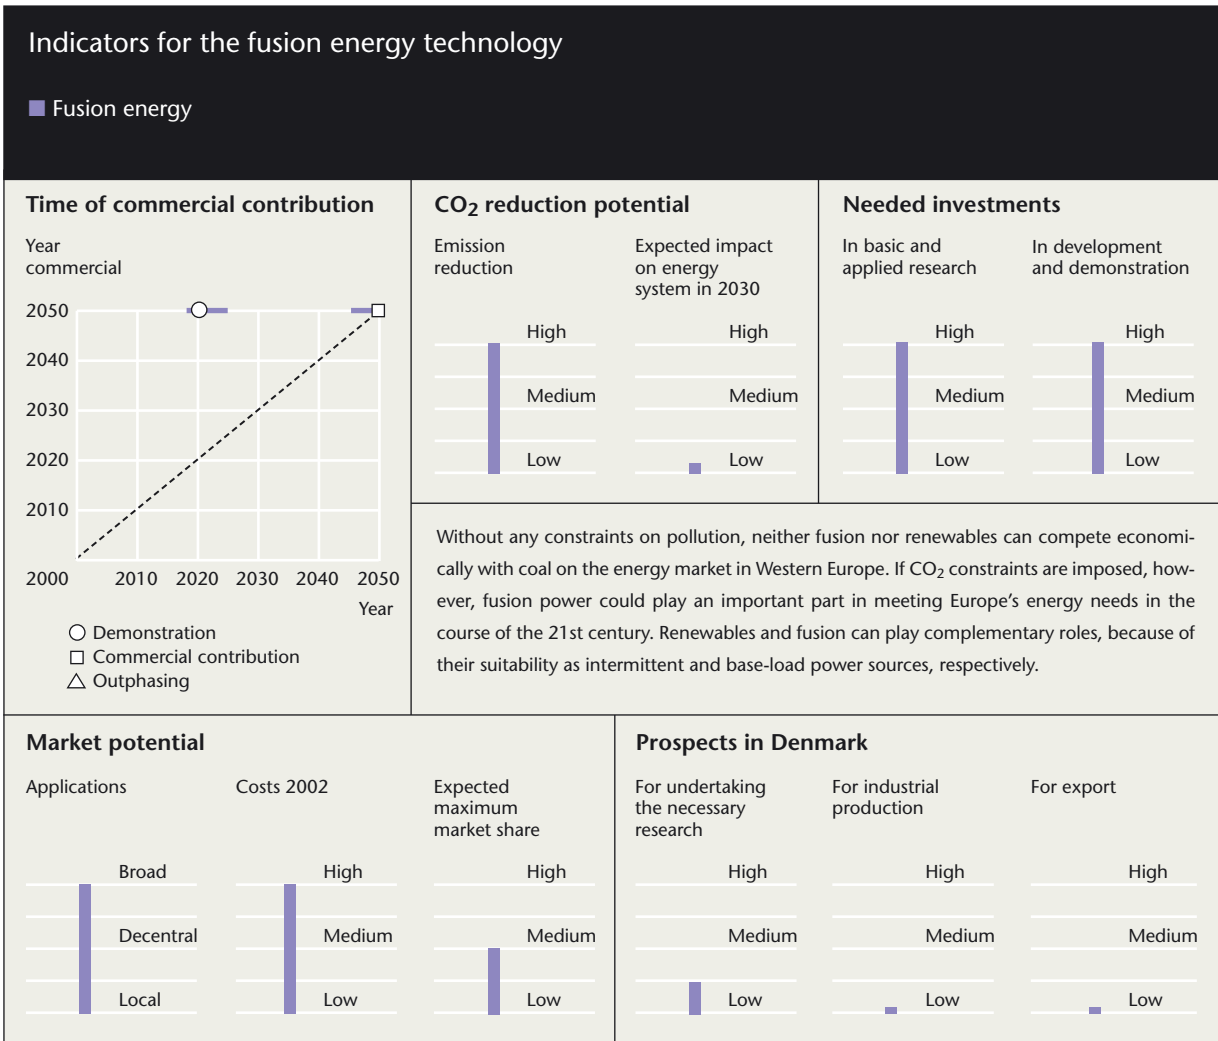 Indicators for the fusion energy technology
Fusion energy
Time of commercial contribution
Year
commercial
2050
2040
2030
2020
2010
2000 2010 2020 2030 2040 2050
Year
Demonstration
Commercial contribution
Outphasing
CO2 reduction potential
Emission
reduction
High
Medium
Low
Expected impact
on energy
system in 2030
High
Medium
Low
Needed investments
In basic and
applied research
High
Medium
Low
In development
and demonstration
High
Medium
Low
Without any constraints on pollution, neither fusion nor renewables can compete economi-
cally with coal on the energy market in Western Europe. If CO2 constraints are imposed, how-
ever, fusion power could play an important part in meeting Europe's energy needs in the
course of the 21st century. Renewables and fusion can play complementary roles, because of
their suitability as intermittent and base-load power sources, respectively.
Market potential
Applications
Broad
Decentral
Local
Costs 2002
High
Medium
Low
Expected
maximum
market share
High
Medium
Low
Prospects in Denmark
For undertaking
the necessary
research
High
Medium
Low
For industrial
production
High
Medium
Low
For export
High
Medium
Low